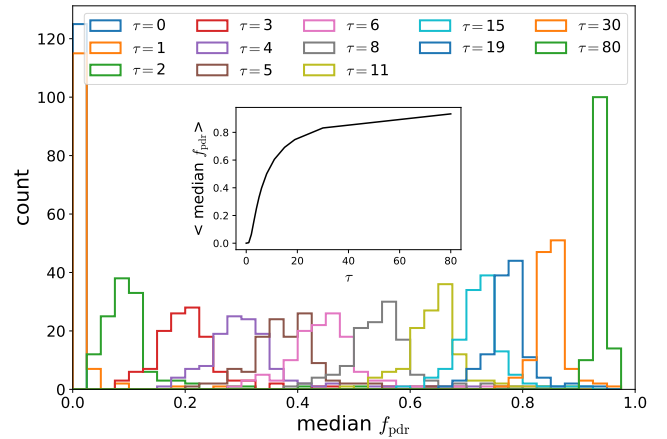 120
100
80
60
40
20
0
count
τ = 0 τ = 3 τ = 6 τ = 15 τ = 30
τ = 1 τ = 4 τ = 8 τ = 19 τ = 80
τ = 2 τ = 5 τ = 11
< median f_pdr >
0.8
0.6
0.4
0.2
0.0
0 20 40 60 80
τ
0.0 0.2 0.4 0.6 0.8 1.0
median f_pdr